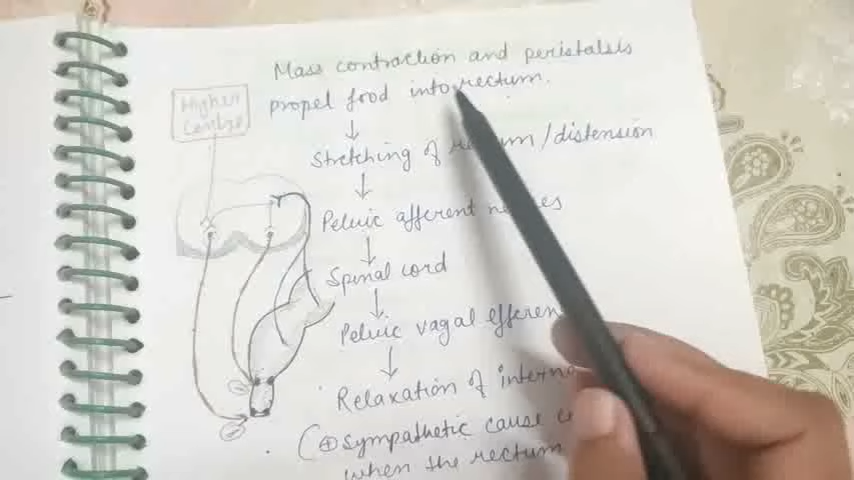 Mass contraction and peristalsis
propel food into rectum.
Higher
Centre
↓
Stretching of /distension
↓
Pelvic afferent
↓
Spinal cord
↓
Pelvic vagal
↓
Relaxation of
(⊕sympathetic cause
when the rectum